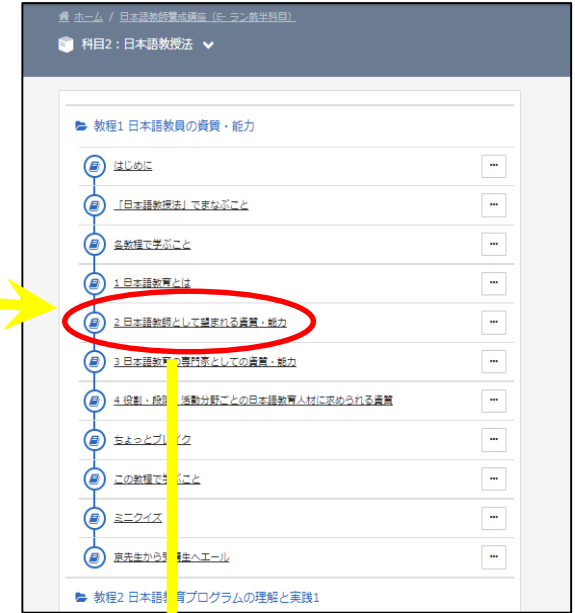 ホーム / 日本語教師養成講座（E-ラン前半科目）
科目2：日本語教授法
教程1 日本語教員の資質・能力
はじめに
「日本語教授法」でまなぶこと
各教程で学ぶこと
1 日本語教育とは
2 日本語教師として望まれる資質・能力
3 日本語教育の専門家としての資質・能力
4 役割・段階・活動分野ごとの日本語教育人材に求められる資質
ちょっとブレイク
この教程で学ぶこと
ミニクイズ
京先生から受講生へエール
教程2 日本語教育プログラムの理解と実践1